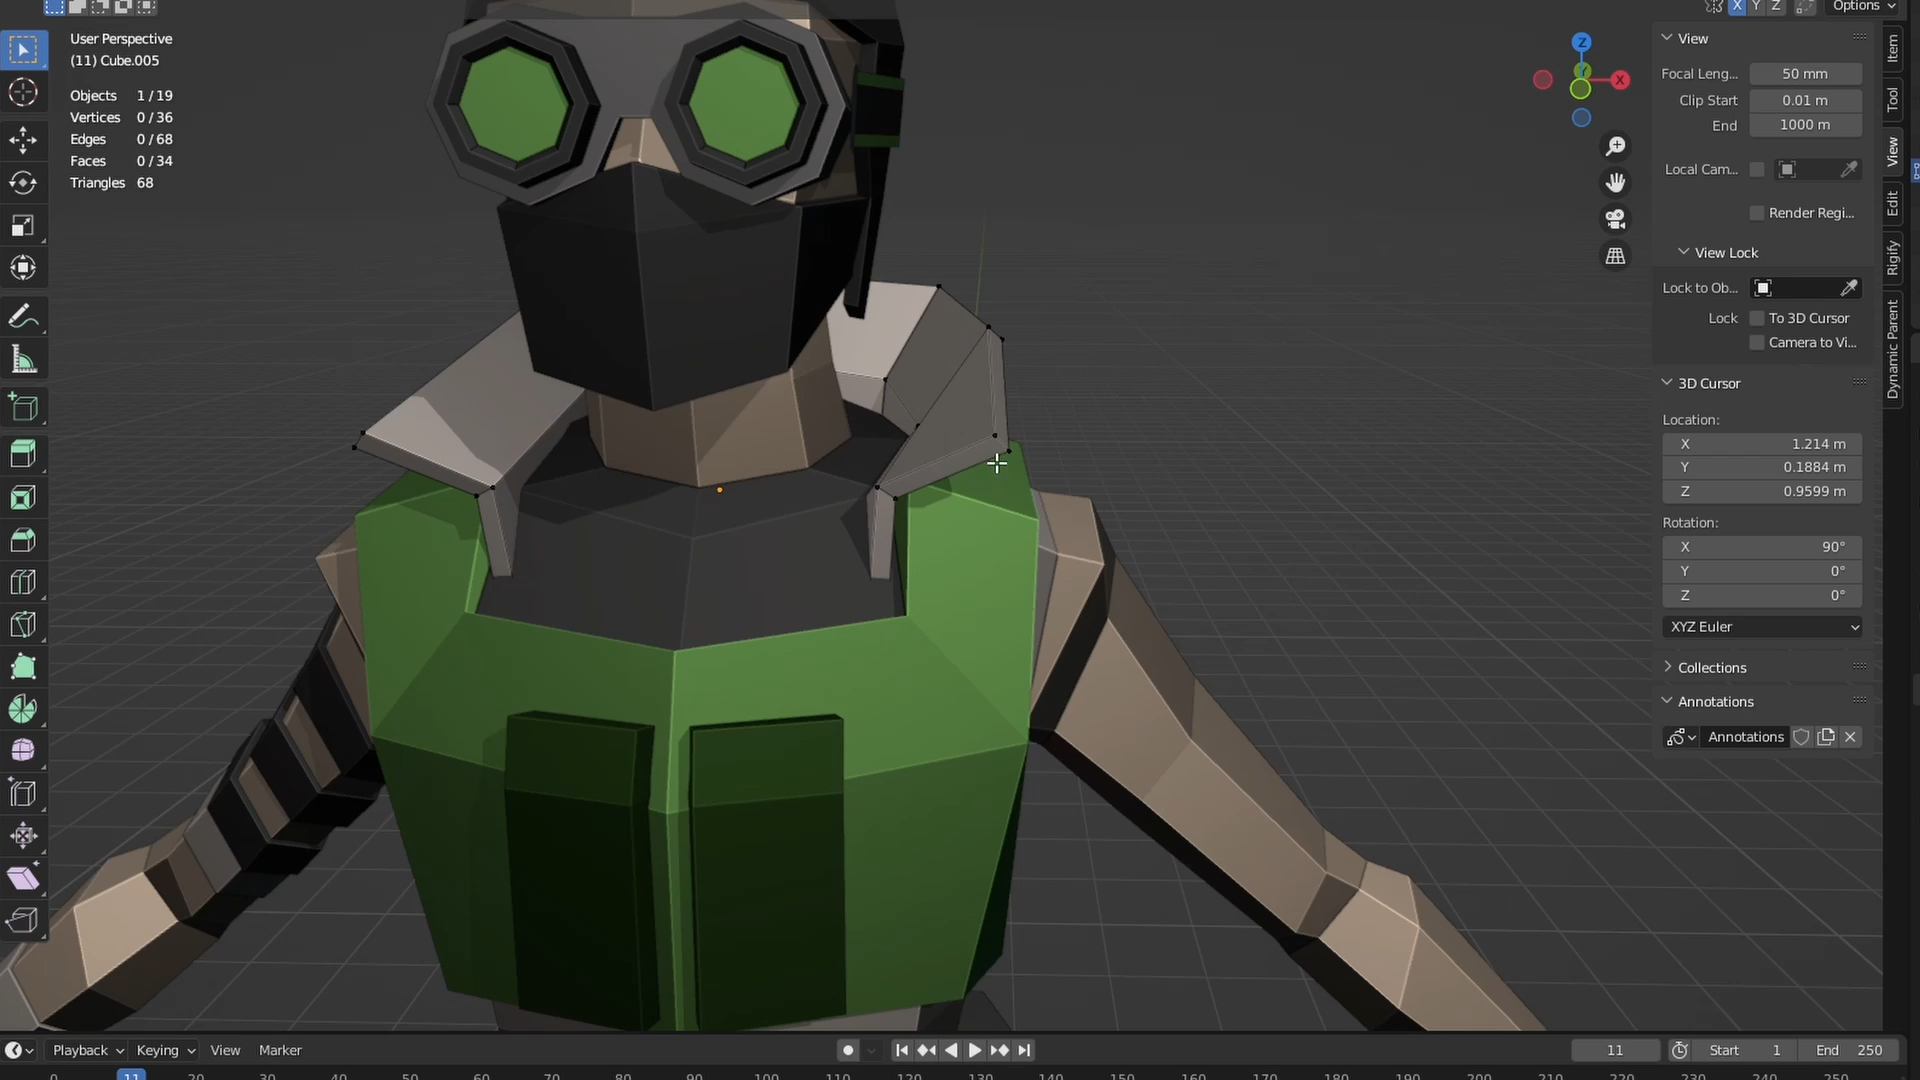 X Y Z Options
User Perspective
(11) Cube.005
Objects 1 / 19
Vertices 0 / 36
Edges 0 / 68
Faces 0 / 34
Triangles 68
Z
Y
X
View
Focal Leng... 50 mm
Clip Start 0.01 m
End 1000 m
Local Cam...
Render Regi...
View Lock
Lock to Ob...
Lock To 3D Cursor
Camera to Vi...
3D Cursor
Location:
X 1.214 m
Y 0.1884 m
Z 0.9599 m
Rotation:
X 90°
Y 0°
Z 0°
XYZ Euler
Collections
Annotations
Annotations
Item
Tool
View
Edit
Rigify
Dynamic Parent
Playback Keying View Marker
11 Start 1 End 250
0 11 20 30 40 50 60 70 80 90 100 110 120 130 140 150 160 170 180 190 200 210 220 230 240 250